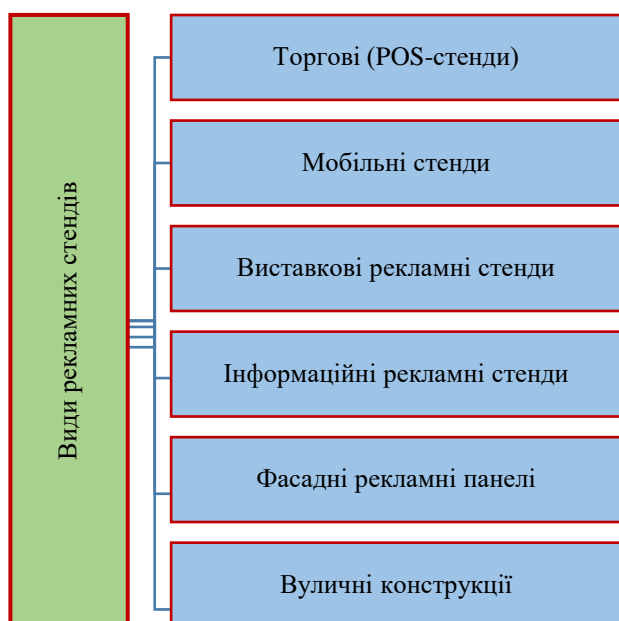 Види рекламних стендів
Торгові (POS-стенди)
Мобільні стенди
Виставкові рекламні стенди
Інформаційні рекламні стенди
Фасадні рекламні панелі
Вуличні конструкції